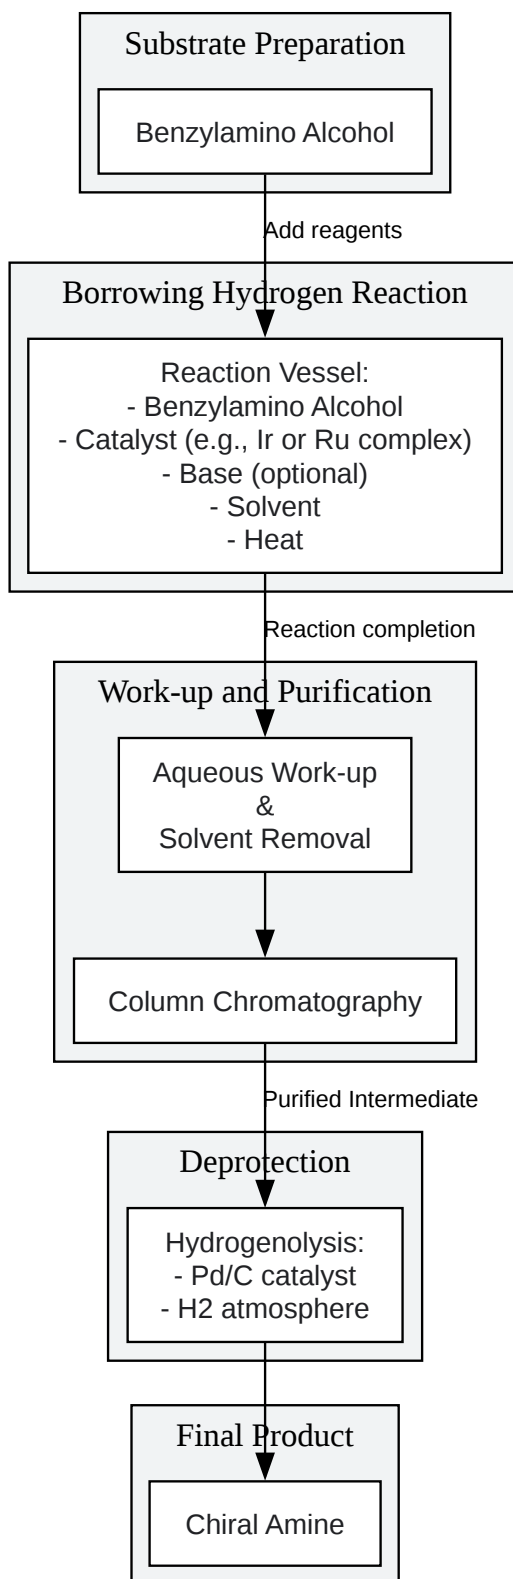 Substrate Preparation
Benzylamino Alcohol
Add reagents
Borrowing Hydrogen Reaction
Reaction Vessel:
- Benzylamino Alcohol
- Catalyst (e.g., Ir or Ru complex)
- Base (optional)
- Solvent
- Heat
Reaction completion
Work-up and Purification
Aqueous Work-up
&
Solvent Removal
Column Chromatography
Purified Intermediate
Deprotection
Hydrogenolysis:
- Pd/C catalyst
- H2 atmosphere
Final Product
Chiral Amine